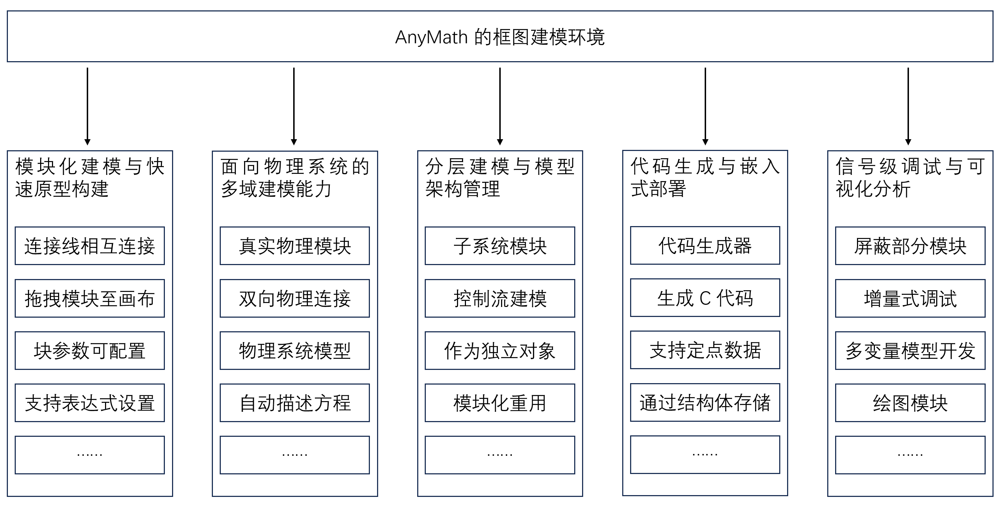 AnyMath 的框图建模环境
模块化建模与快
速原型构建
连接线相互连接
拖拽模块至画布
块参数可配置
支持表达式设置
……
面向物理系统的
多域建模能力
真实物理模块
双向物理连接
物理系统模型
自动描述方程
……
分层建模与模型
架构管理
子系统模块
控制流建模
作为独立对象
模块化重用
……
代码生成与嵌入
式部署
代码生成器
生成 C 代码
支持定点数据
通过结构体存储
……
信号级调试与可
视化分析
屏蔽部分模块
增量式调试
多变量模型开发
绘图模块
……